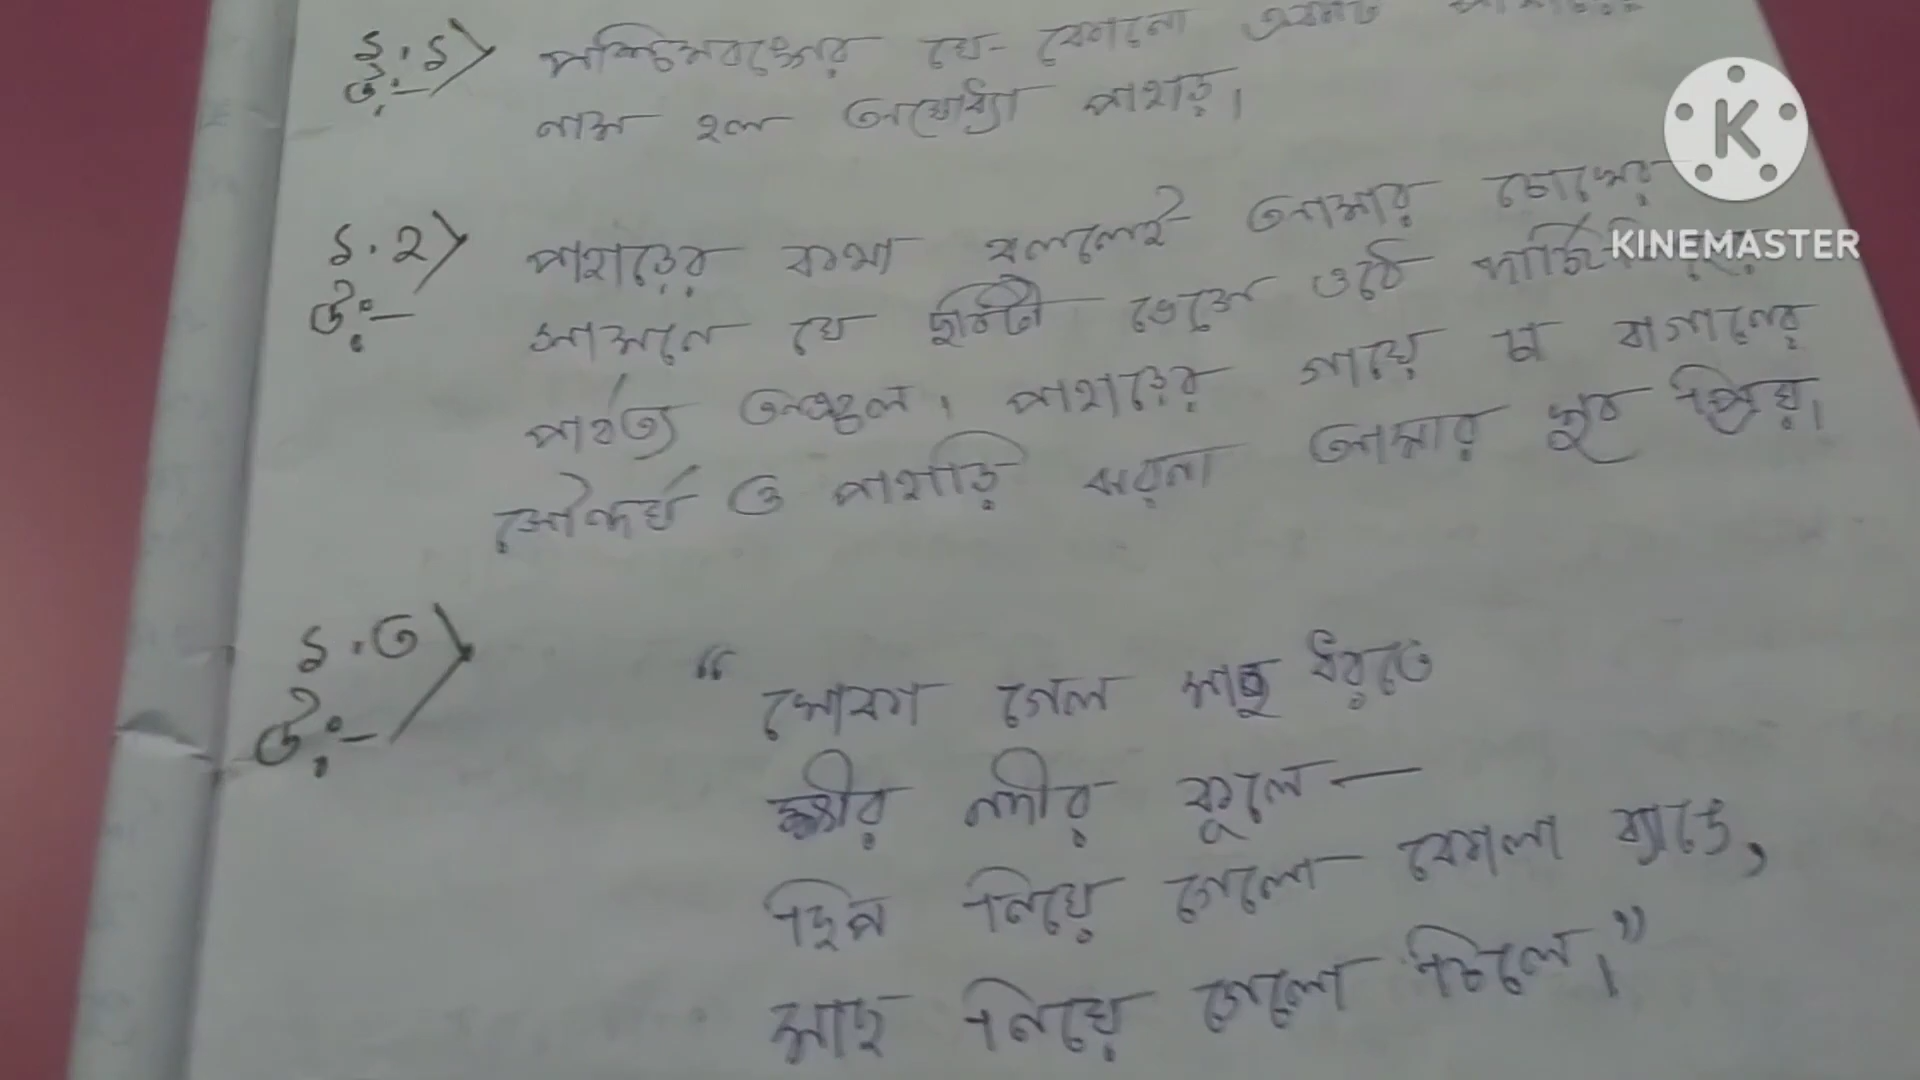 ১.১> পশ্চিমবঙ্গের যে-কোনো একটি
উঃ- নাম হল অযোধ্যা পাহাড়।
KINEMASTER
১.২> পাহাড়ের কথা বললেই আমার চোখের
উঃ- সামনে যে ছবিটা ভেসে ওঠে
পার্বত্য অঞ্চল। পাহাড়ের গায়ে চা বাগানের
সৌন্দর্য ও পাহাড়ি ঝরনা আমার খুব প্রিয়।
১.৩> “খোকা গেল মাছ ধরতে
উঃ- ক্ষীর নদীর কূলে—
ছিপ নিয়ে গেলো কোলা ব্যাঙে,
মাছ নিয়ে গেলো চিলে।”